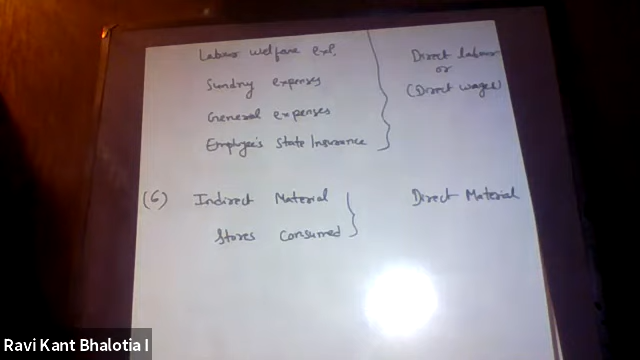 Labour welfare exp.
Direct labour
or
Sundry expenses
(Direct wages)
General expenses
Employee's State Insurance
(6) Indirect Material
Direct Material
Stores Consumed
Ravi Kant Bhalotia I